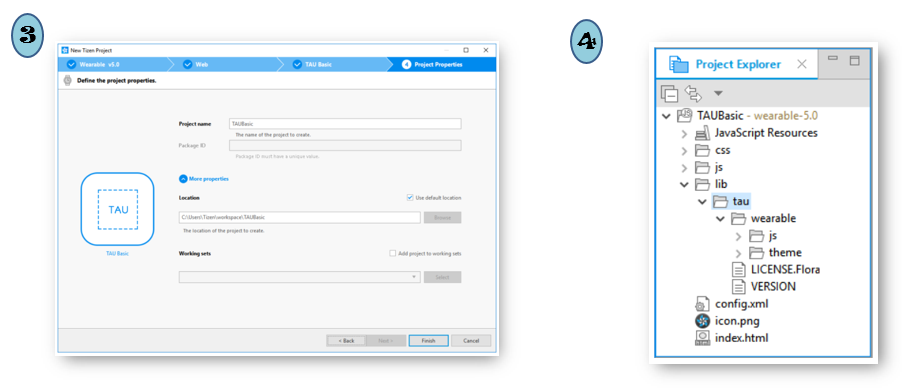 3
New Tizen Project
Wearable v5.0
Web
TAU Basic
4 Project Properties
Define the project properties.
Project name
TAUBasic
The name of the project to create.
Package ID
Package ID must have a unique value.
More properties
Location
Use default location
C:\Users\Tizen\workspace\TAUBasic
Browse
The location of the project to create.
Working sets
Add project to working sets
Select
TAU
TAU Basic
< Back
Next >
Finish
Cancel
4
Project Explorer
TAUBasic - wearable-5.0
JavaScript Resources
css
js
lib
tau
wearable
js
theme
LICENSE.Flora
VERSION
config.xml
icon.png
index.html